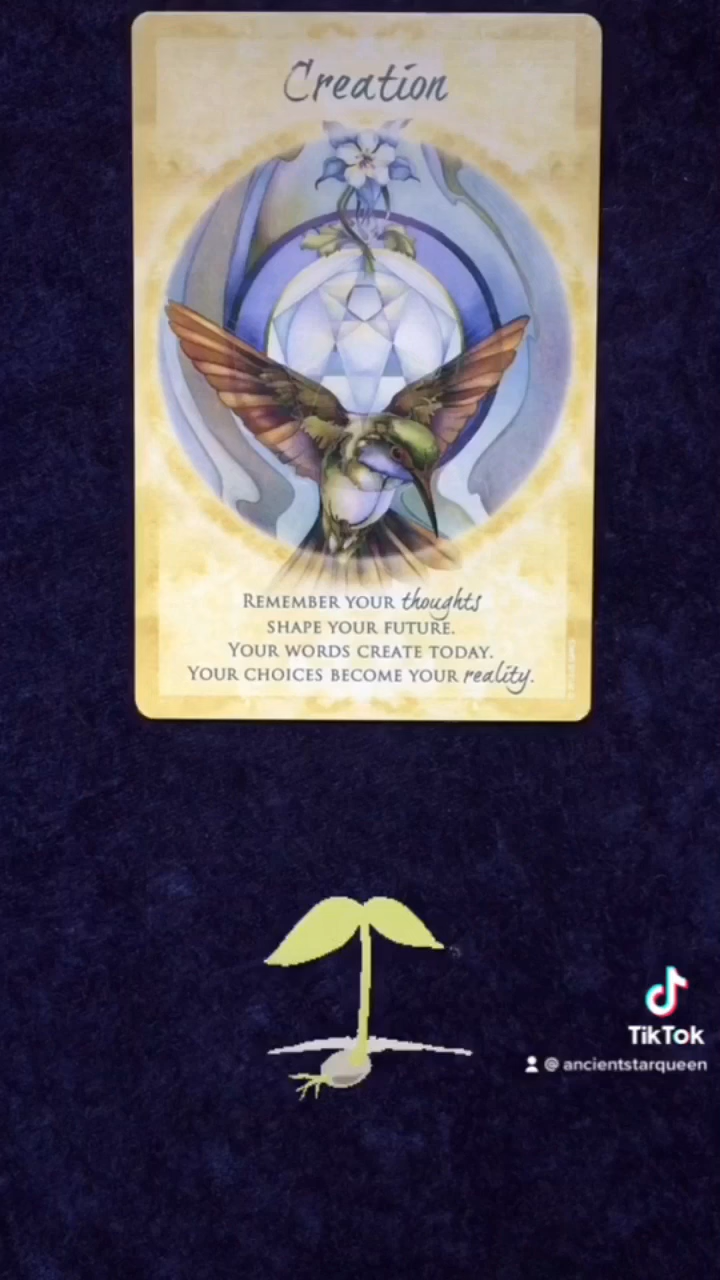 Creation
REMEMBER YOUR thoughts
SHAPE YOUR FUTURE.
YOUR WORDS CREATE TODAY.
YOUR CHOICES BECOME YOUR reality.
TikTok
@ ancientstarqueen